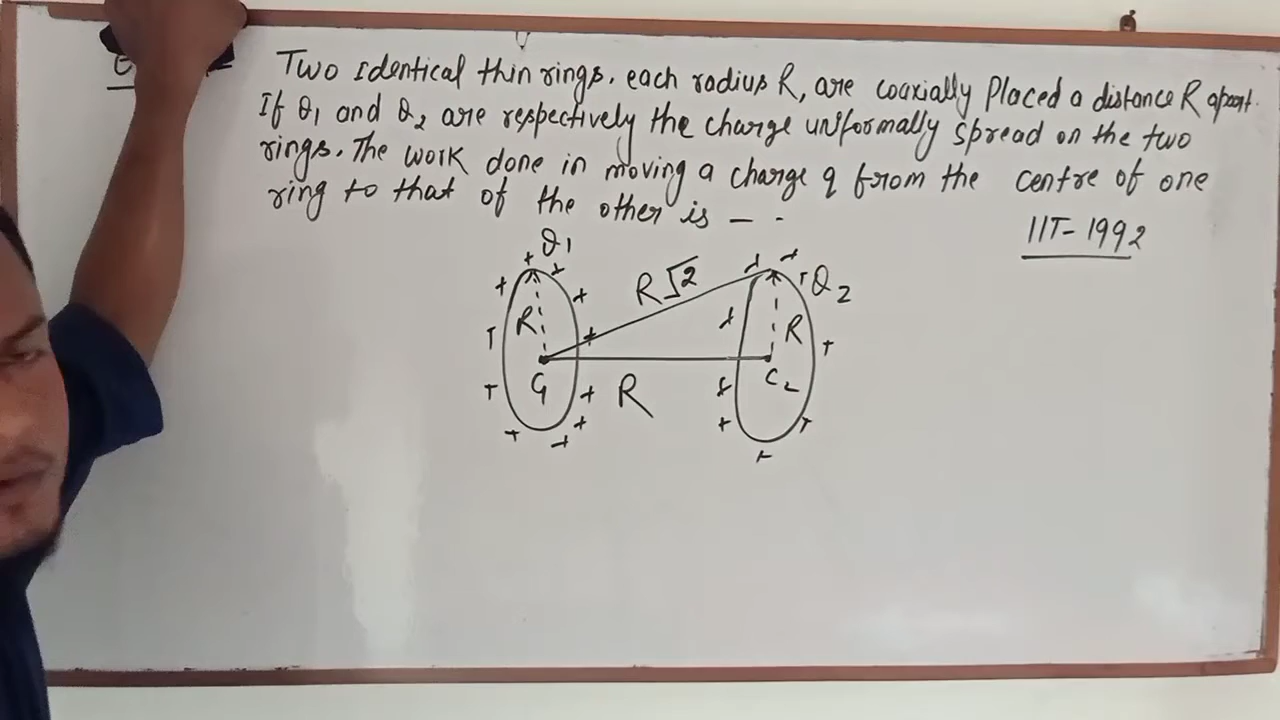 Two identical thin rings, each radius R, are coaxially Placed a distance R apart.
If Q1 and Q2 are respectively the charge uniformally spread on the two
rings. The work done in moving a charge q from the centre of one
ring to that of the other is — -
IIT-1992
Q1
R√2
Q2
R
R
C1
C2
R